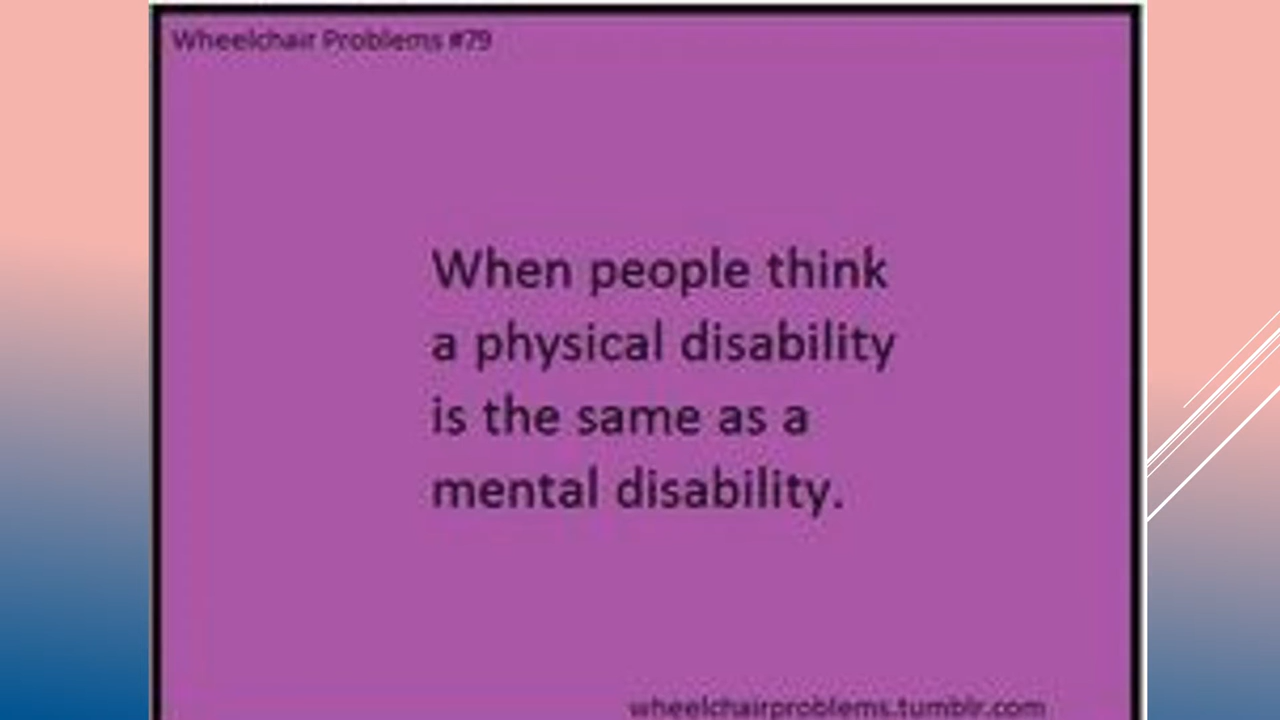 Wheelchair Problems #79
When people think
a physical disability
is the same as a
mental disability.
wheelchairproblems.tumblr.com